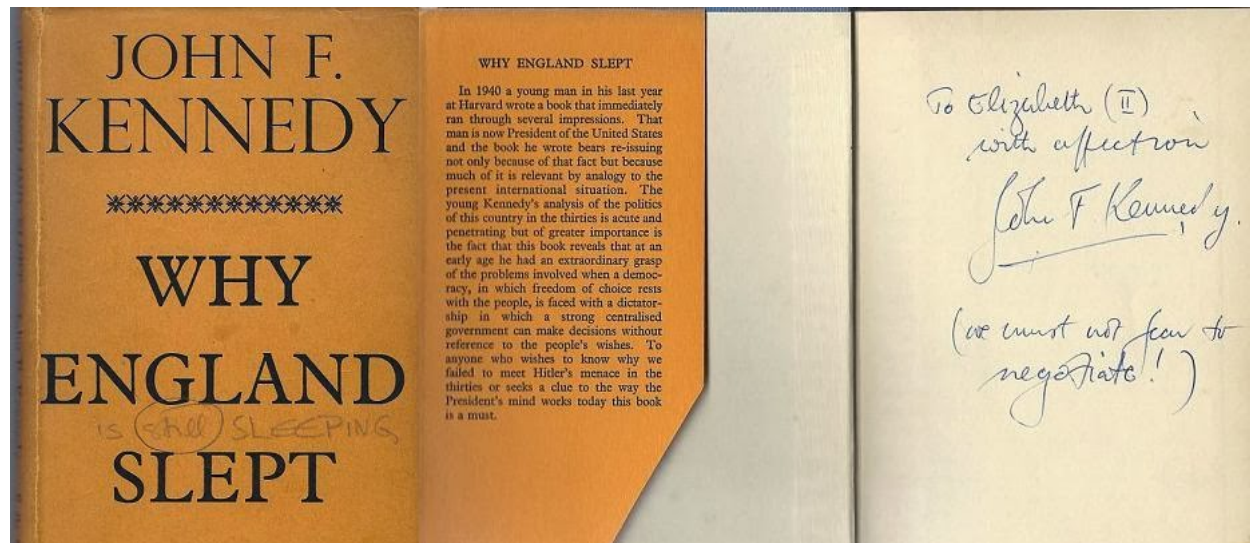 JOHN F.
KENNEDY
WHY
ENGLAND
is still SLEEPING
SLEPT
WHY ENGLAND SLEPT
In 1940 a young man in his last year
at Harvard wrote a book that immediately
ran through several impressions. That
man is now President of the United States
and the book he wrote bears re-issuing
not only because of that fact but because
much of it is relevant by analogy to the
present international situation. The
young Kennedy's analysis of the politics
of this country in the thirties is acute and
penetrating but of greater importance is
the fact that this book reveals that at an
early age he had an extraordinary grasp
of the problems involved when a democ-
racy, in which freedom of choice rests
with the people, is faced with a dictator-
ship in which a strong centralised
government can make decisions without
reference to the people's wishes. To
anyone who wishes to know why we
failed to meet Hitler's menace in the
thirties or seeks a clue to the way the
President's mind works today this book
is a must.
To Elizabeth (II)
with affection
John F Kennedy.
(we must not fear to
negotiate!)